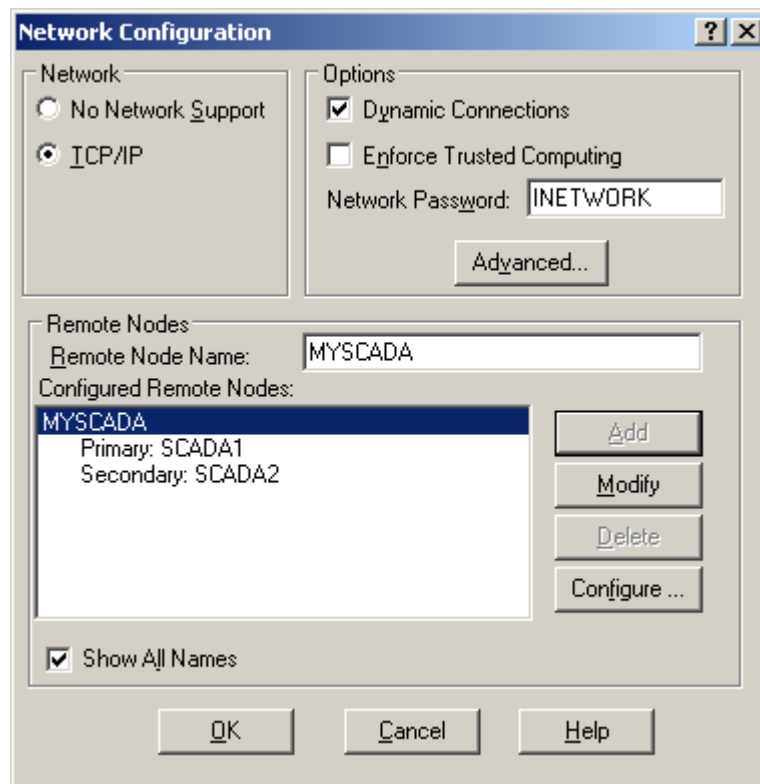 Network Configuration
Network
No Network Support
TCP/IP
Options
Dynamic Connections
Enforce Trusted Computing
Network Password: INETWORK
Advanced...
Remote Nodes
Remote Node Name: MYSCADA
Configured Remote Nodes:
MYSCADA
Primary: SCADA1
Secondary: SCADA2
Add
Modify
Delete
Configure ...
Show All Names
OK
Cancel
Help